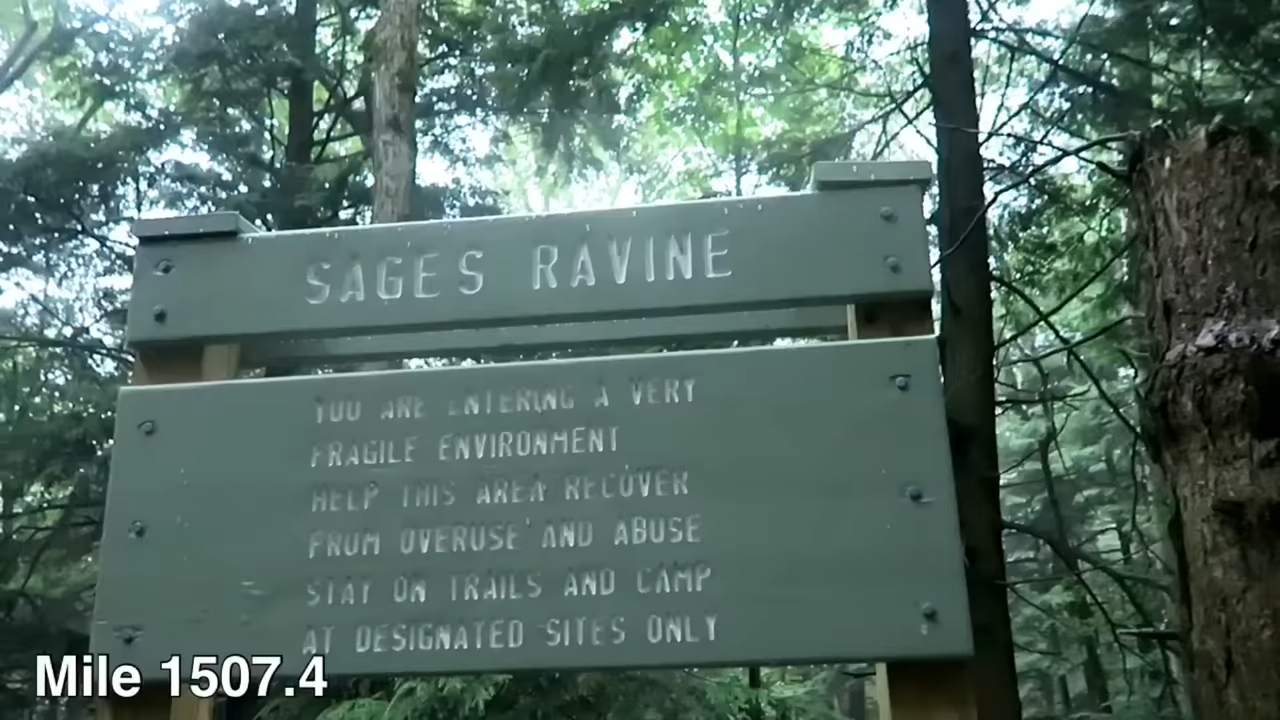 SAGES RAVINE
YOU ARE ENTERING A VERY
FRAGILE ENVIRONMENT
HELP THIS AREA RECOVER
FROM OVERUSE AND ABUSE
STAY ON TRAILS AND CAMP
AT DESIGNATED SITES ONLY
Mile 1507.4